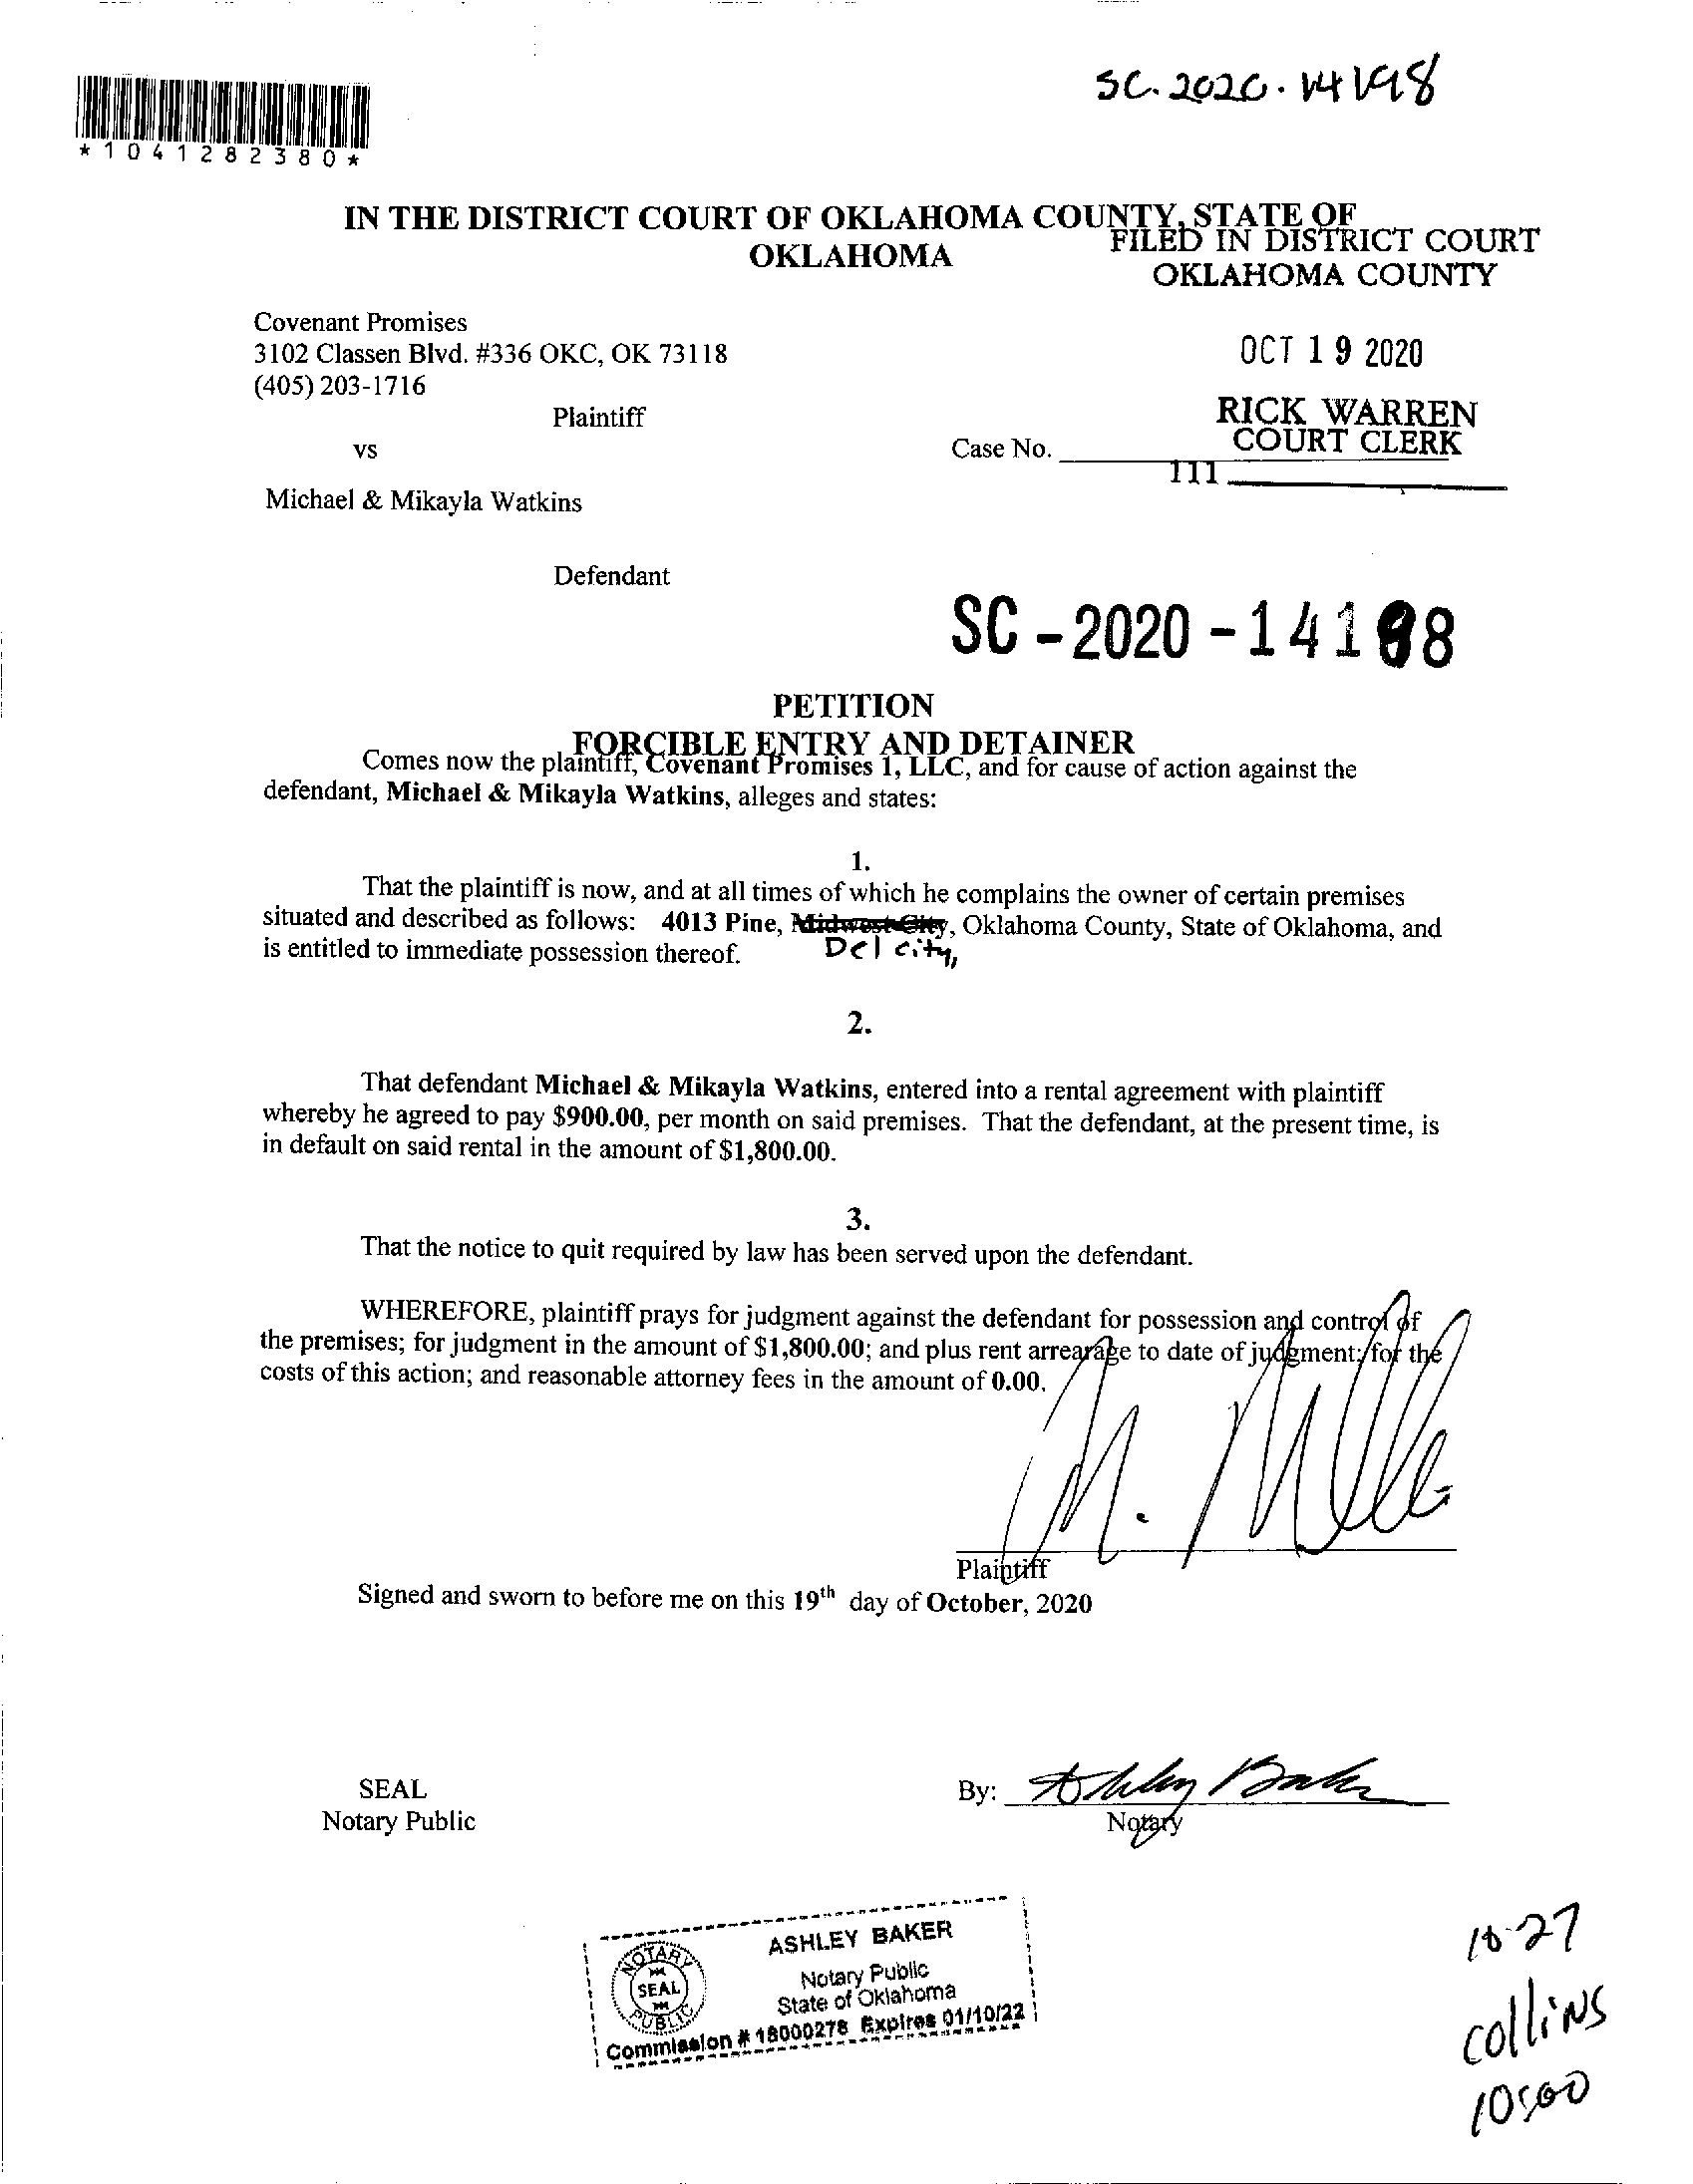 SC-2020-14198
*1041282380*
IN THE DISTRICT COURT OF OKLAHOMA COUNTY, STATE OF
OKLAHOMA
FILED IN DISTRICT COURT
OKLAHOMA COUNTY
OCT 19 2020
RICK WARREN
COURT CLERK
111
Covenant Promises
3102 Classen Blvd. #336 OKC, OK 73118
(405) 203-1716
Plaintiff
vs
Case No.
Michael & Mikayla Watkins
Defendant
SC-2020-14198
PETITION
FORCIBLE ENTRY AND DETAINER
Comes now the plaintiff, Covenant Promises 1, LLC, and for cause of action against the
defendant, Michael & Mikayla Watkins, alleges and states:
1.
That the plaintiff is now, and at all times of which he complains the owner of certain premises
situated and described as follows: 4013 Pine, Midwest City, Oklahoma County, State of Oklahoma, and
is entitled to immediate possession thereof. Del city,
2.
That defendant Michael & Mikayla Watkins, entered into a rental agreement with plaintiff
whereby he agreed to pay $900.00, per month on said premises. That the defendant, at the present time, is
in default on said rental in the amount of $1,800.00.
3.
That the notice to quit required by law has been served upon the defendant.
WHEREFORE, plaintiff prays for judgment against the defendant for possession and control of
the premises; for judgment in the amount of $1,800.00; and plus rent arrearage to date of judgment; for the
costs of this action; and reasonable attorney fees in the amount of 0.00.
Plaintiff
Signed and sworn to before me on this 19th day of October, 2020
SEAL
Notary Public
By: Ashley Baker
Notary
NOTARY
SEAL
PUBLIC
ASHLEY BAKER
Notary Public
State of Oklahoma
Commission # 18000278 Expires 01/10/22
10-27
collins